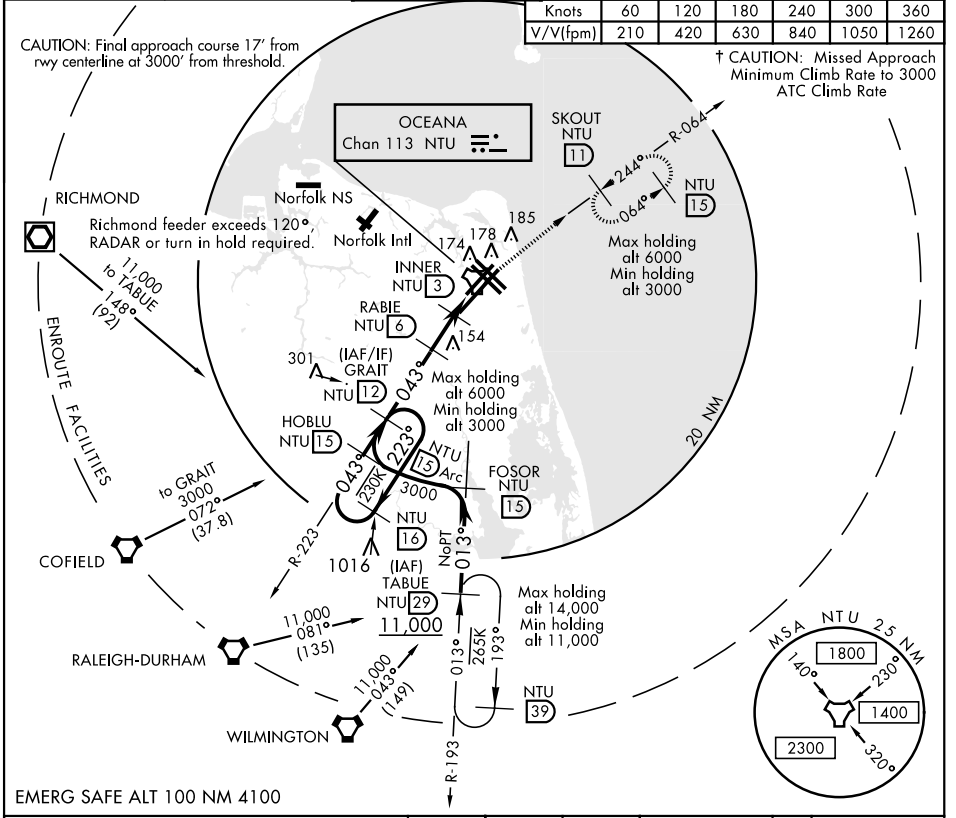 Knots 60 120 180 240 300 360
V/V(fpm) 210 420 630 840 1050 1260
CAUTION: Final approach course 17' from
rwy centerline at 3000' from threshold.
† CAUTION: Missed Approach
Minimum Climb Rate to 3000
ATC Climb Rate
OCEANA
Chan 113 NTU
SKOUT
NTU
11
R-064
244°
064°
NTU
15
Max holding
alt 6000
Min holding
alt 3000
RICHMOND
Richmond feeder exceeds 120°,
RADAR or turn in hold required.
11,000
to TABUE
148°
(92)
Norfolk NS
Norfolk Intl
174
178
185
INNER
NTU 3
RABIE
NTU 6
154
301
(IAF/IF)
GRAIT
NTU 12
043°
Max holding
alt 6000
Min holding
alt 3000
20 NM
ENROUTE FACILITIES
HOBLU
NTU 15
043°
223°
230K
NTU
15 Arc
3000
FOSOR
NTU
15
NTU
16
1016
R-223
NoPT
013°
to GRAIT
3000
072°
(37.8)
COFIELD
(IAF)
TABUE
NTU 29
11,000
Max holding
alt 14,000
Min holding
alt 11,000
013°
265K
193°
NTU
39
R-193
11,000
081°
(135)
RALEIGH-DURHAM
11,000
043°
(149)
WILMINGTON
MSA NTU 25 NM
1800
140°
230°
1400
2300
320°
EMERG SAFE ALT 100 NM 4100